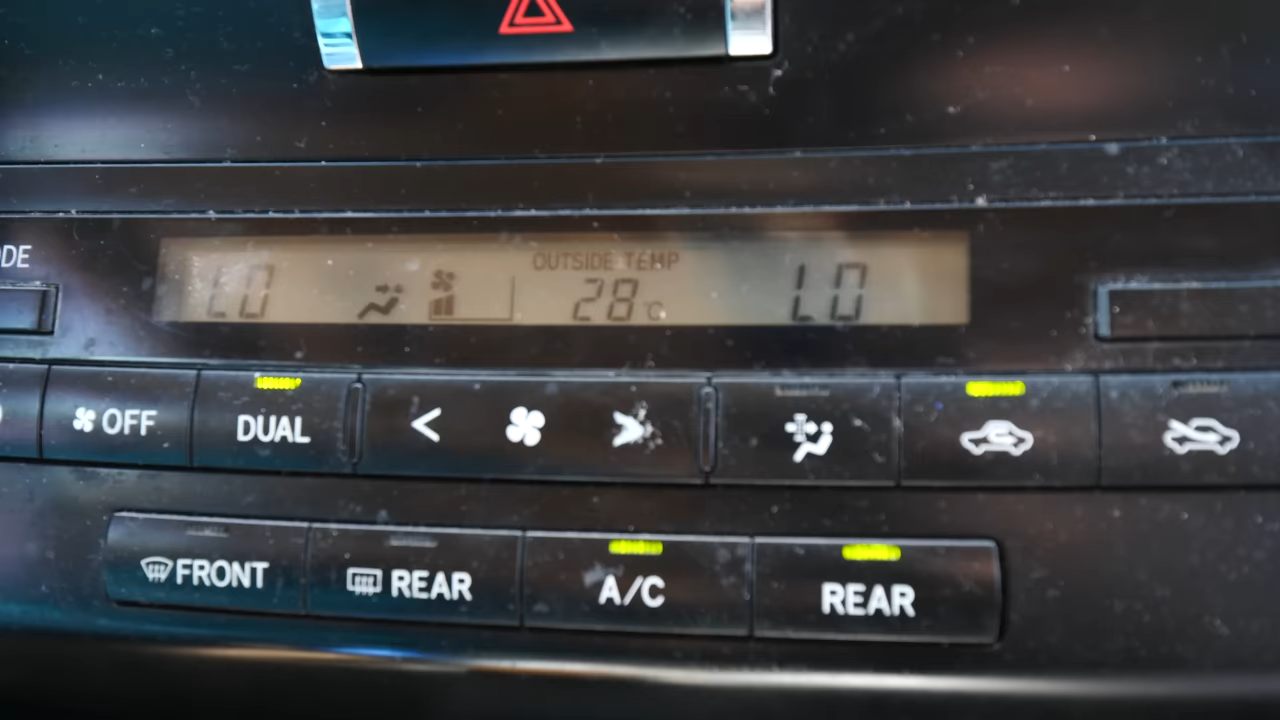 OUTSIDE TEMP
LO 28°C LO
OFF DUAL < >
FRONT REAR A/C REAR